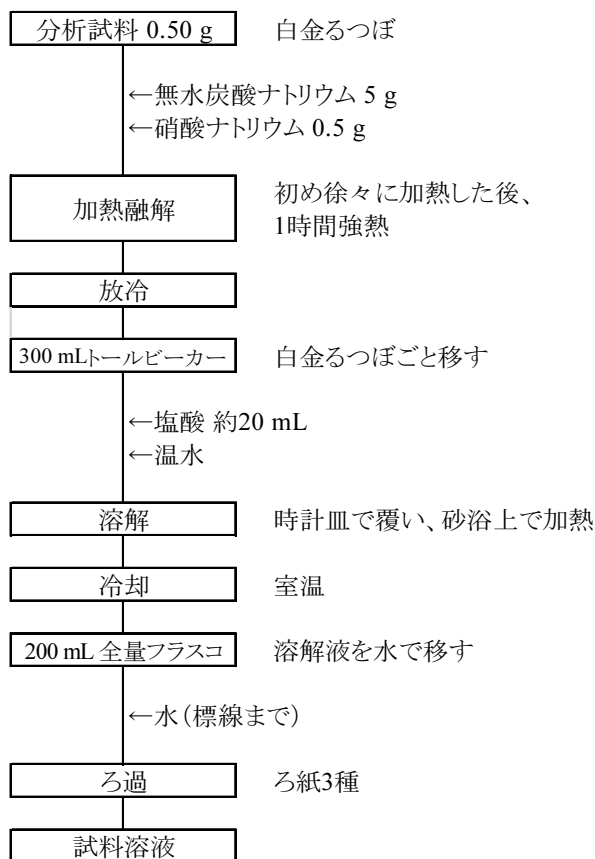 分析試料 0.50 g 白金るつぼ
←無水炭酸ナトリウム 5 g
←硝酸ナトリウム 0.5 g
加熱融解 初め徐々に加熱した後、
1時間強熱
放冷
300 mLトールビーカー 白金るつぼごと移す
←塩酸 約20 mL
←温水
溶解 時計皿で覆い、砂浴上で加熱
冷却 室温
200 mL 全量フラスコ 溶解液を水で移す
←水(標線まで)
ろ過 ろ紙3種
試料溶液